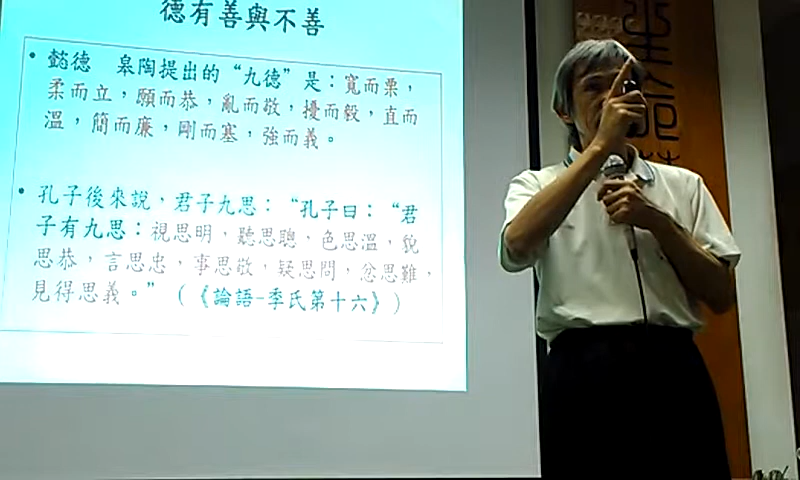 德有善與不善
• 懿德 皋陶提出的“九德”是：寬而栗，
柔而立，願而恭，亂而敬，擾而毅，直而
溫，簡而廉，剛而塞，強而義。
• 孔子後來說，君子九思：“孔子曰：“君
子有九思：視思明，聽思聰，色思溫，貌
思恭，言思忠，事思敬，疑思問，忿思難，
見得思義。”（《論語-季氏第十六》）
生命